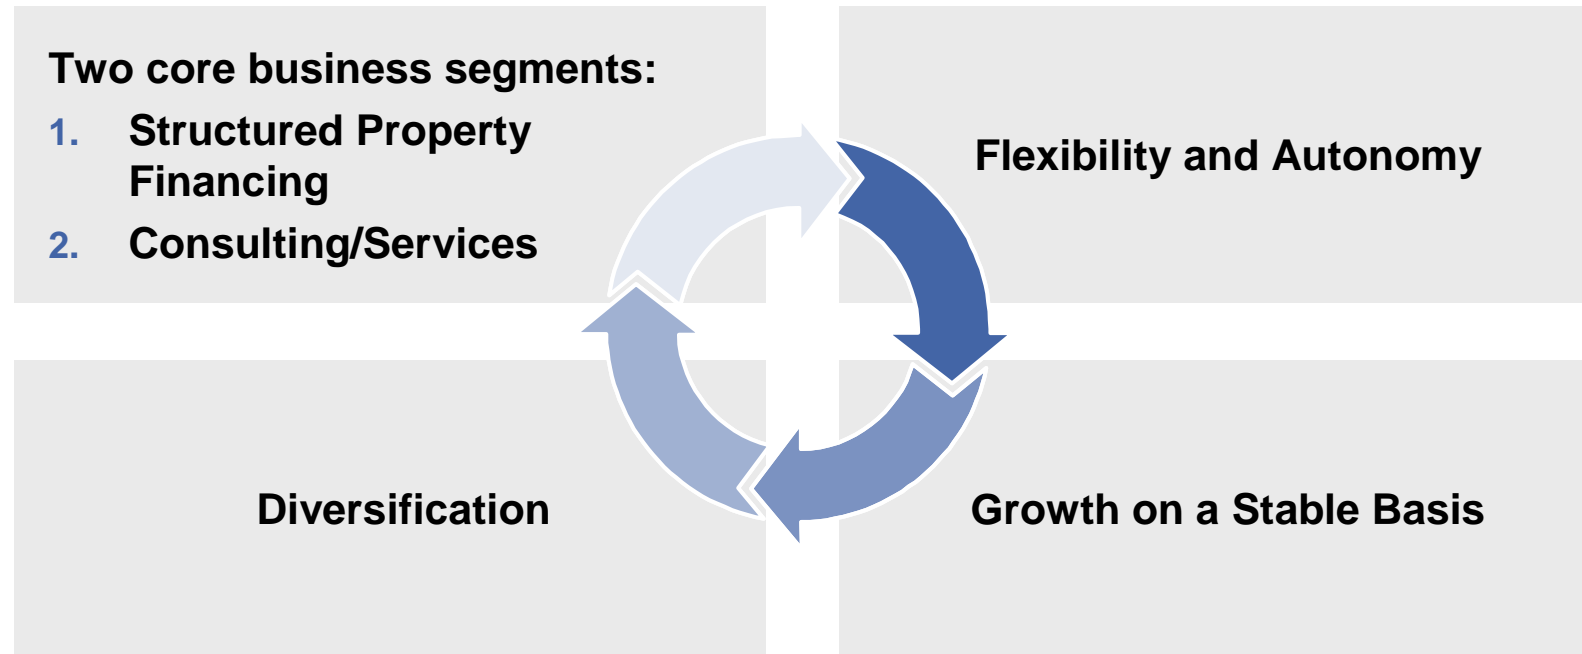 Two core business segments:
1. Structured Property
Financing
2. Consulting/Services
Flexibility and Autonomy
Diversification
Growth on a Stable Basis